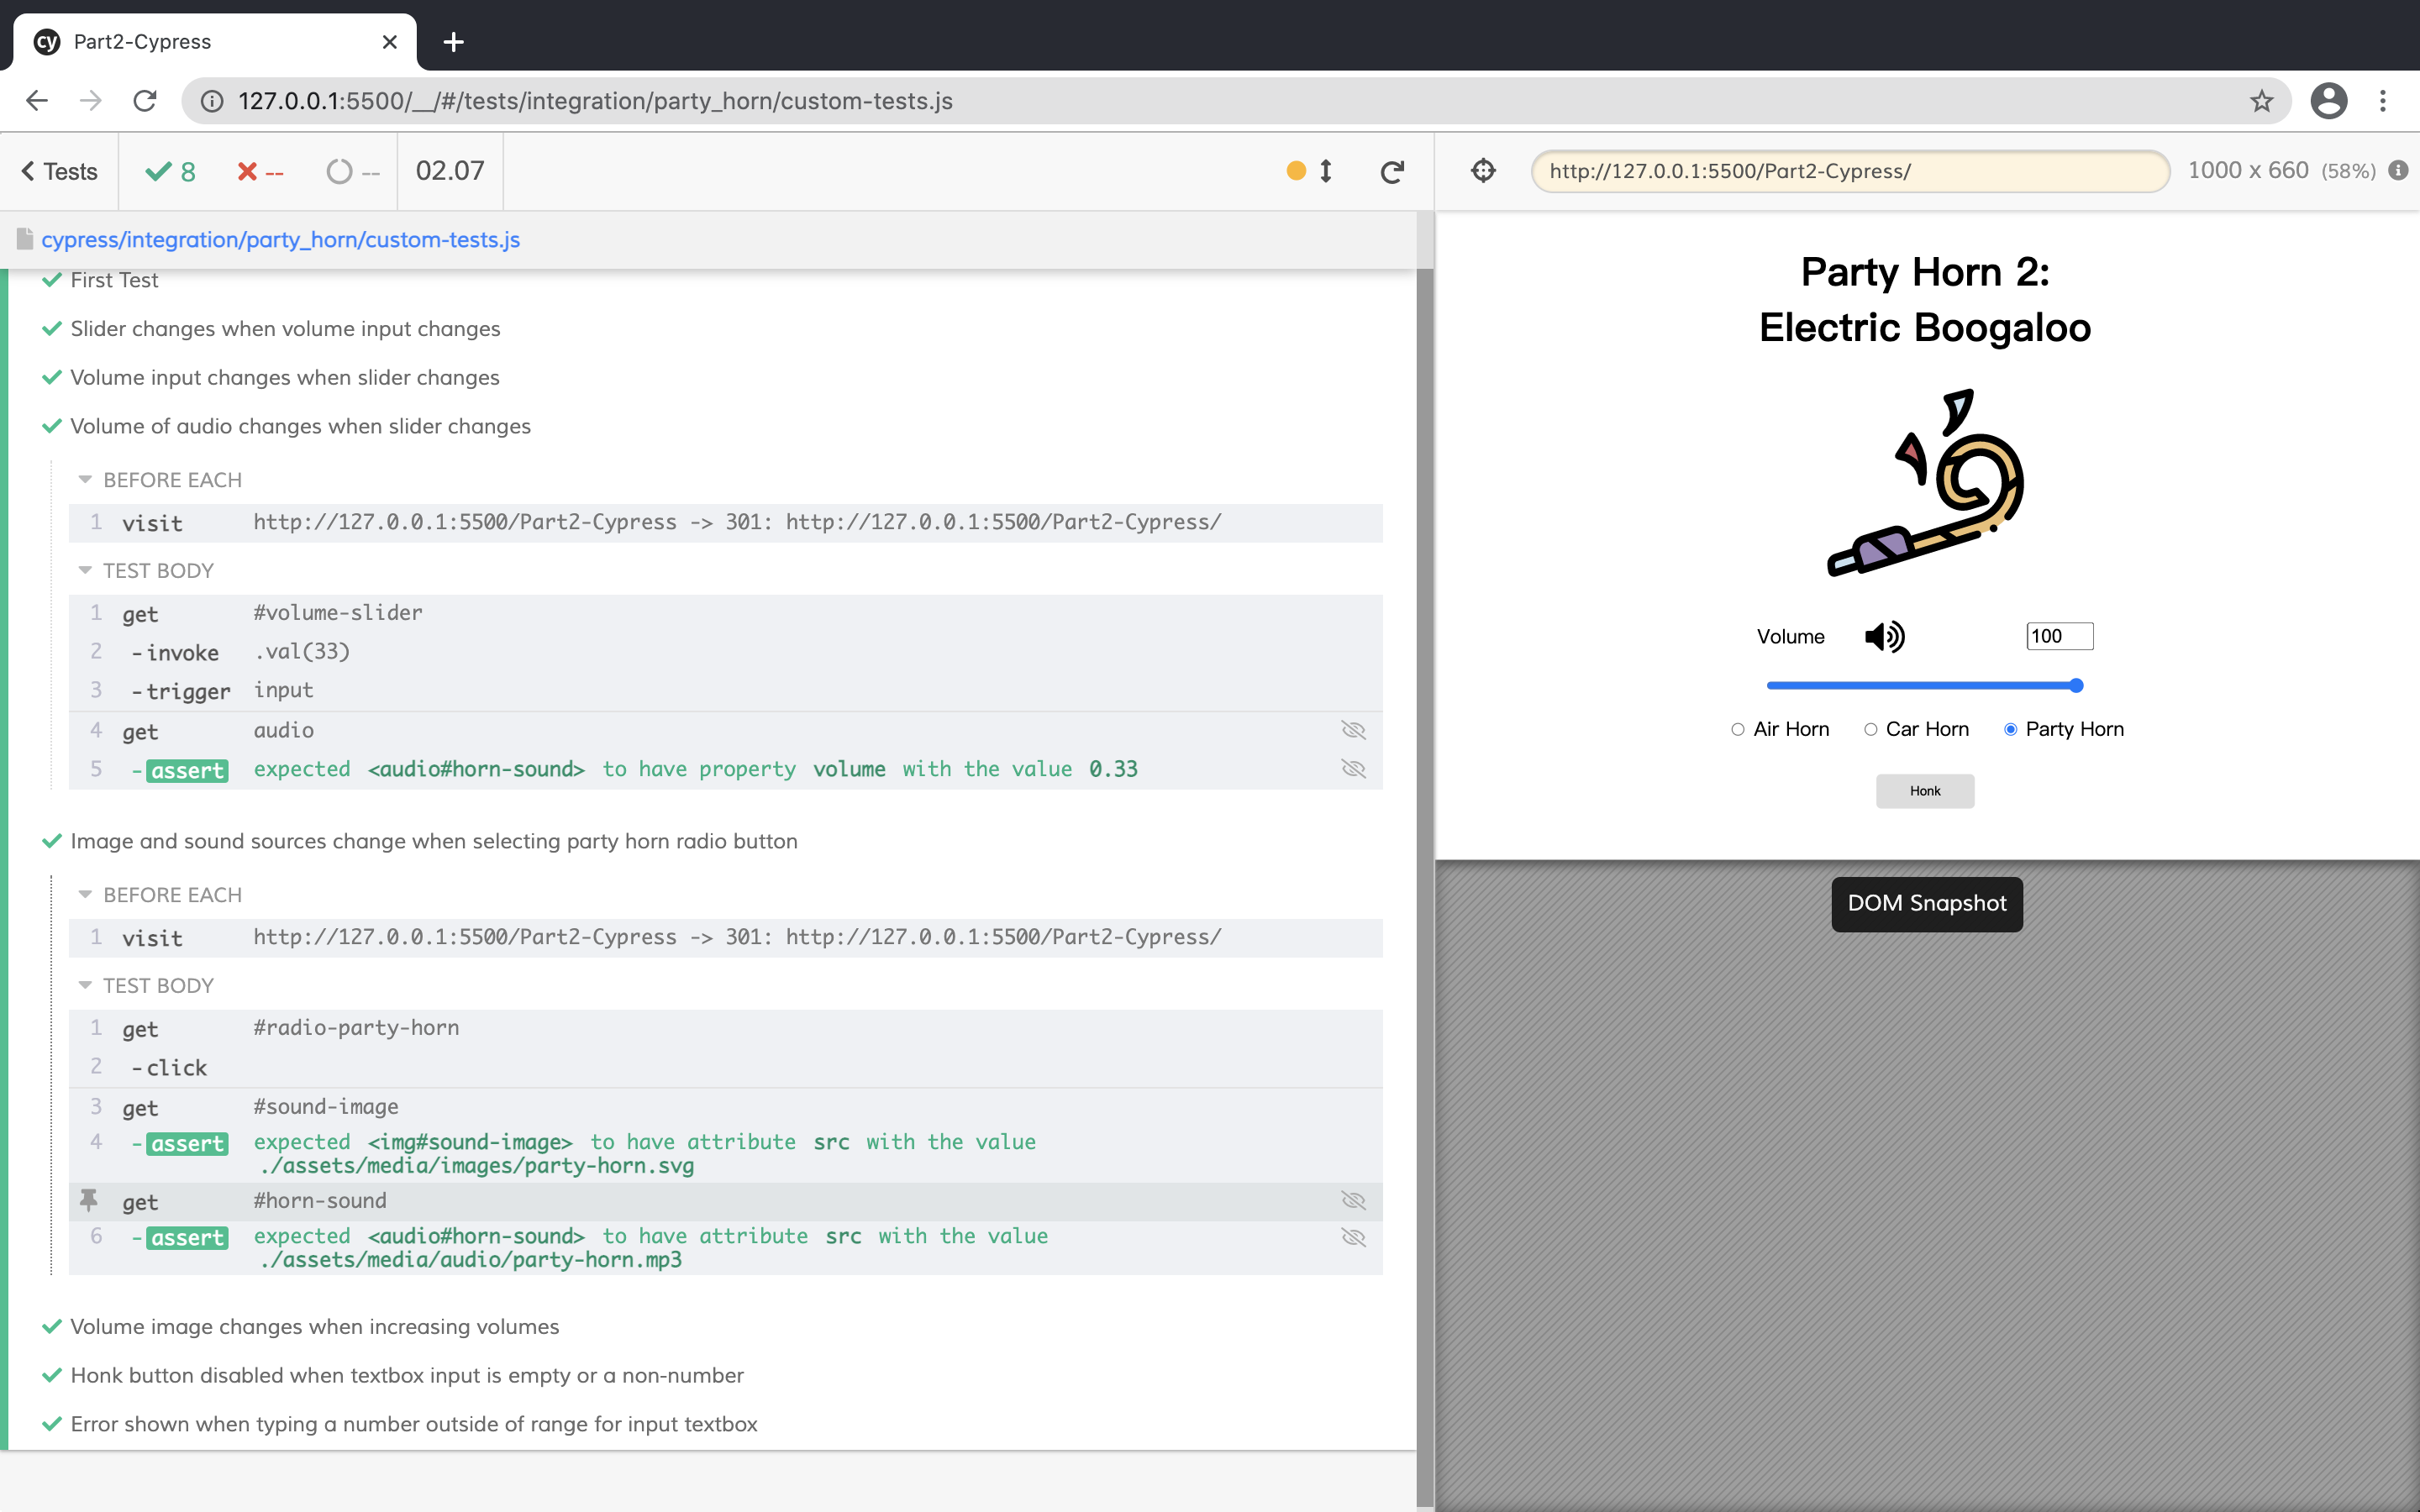 cy Part2-Cypress
127.0.0.1:5500/__/#/tests/integration/party_horn/custom-tests.js
Tests 8 -- -- 02.07
http://127.0.0.1:5500/Part2-Cypress/ 1000 x 660 (58%)
cypress/integration/party_horn/custom-tests.js
First Test
Slider changes when volume input changes
Volume input changes when slider changes
Volume of audio changes when slider changes
BEFORE EACH
1 visit http://127.0.0.1:5500/Part2-Cypress -> 301: http://127.0.0.1:5500/Part2-Cypress/
TEST BODY
1 get #volume-slider
2 -invoke .val(33)
3 -trigger input
4 get audio
5 -assert expected <audio#horn-sound> to have property volume with the value 0.33
Image and sound sources change when selecting party horn radio button
BEFORE EACH
1 visit http://127.0.0.1:5500/Part2-Cypress -> 301: http://127.0.0.1:5500/Part2-Cypress/
TEST BODY
1 get #radio-party-horn
2 -click
3 get #sound-image
4 -assert expected <img#sound-image> to have attribute src with the value
./assets/media/images/party-horn.svg
get #horn-sound
6 -assert expected <audio#horn-sound> to have attribute src with the value
./assets/media/audio/party-horn.mp3
Volume image changes when increasing volumes
Honk button disabled when textbox input is empty or a non-number
Error shown when typing a number outside of range for input textbox
Party Horn 2:
Electric Boogaloo
Volume 100
Air Horn Car Horn Party Horn
Honk
DOM Snapshot